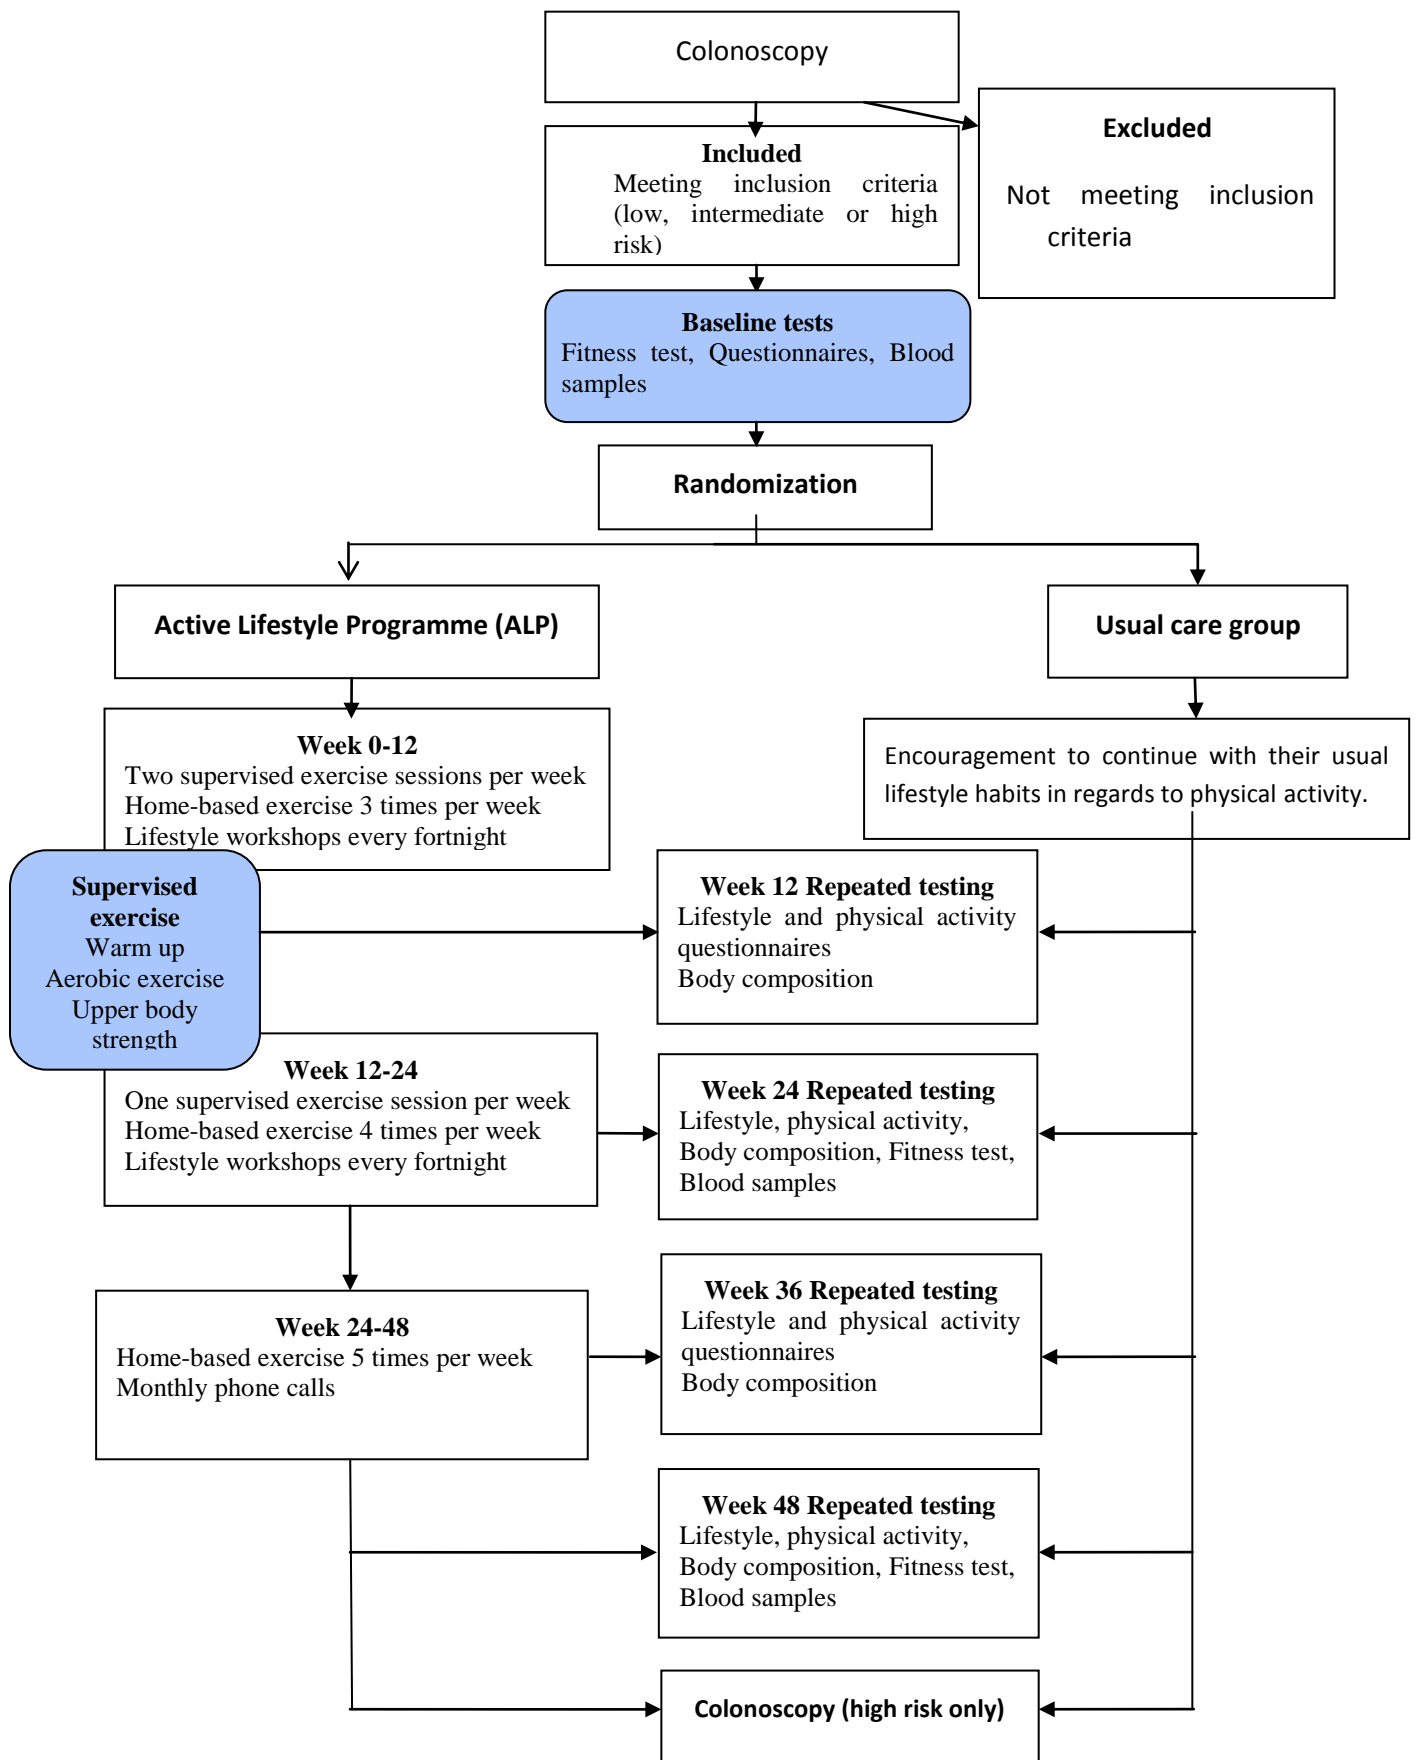 Colonoscopy
Excluded
Not meeting inclusion
criteria
Included
Meeting inclusion criteria
(low, intermediate or high
risk)
Baseline tests
Fitness test, Questionnaires, Blood
samples
Randomization
Active Lifestyle Programme (ALP)
Usual care group
Week 0-12
Two supervised exercise sessions per week
Home-based exercise 3 times per week
Lifestyle workshops every fortnight
Encouragement to continue with their usual
lifestyle habits in regards to physical activity.
Supervised
exercise
Warm up
Aerobic exercise
Upper body
strength
Week 12 Repeated testing
Lifestyle and physical activity
questionnaires
Body composition
Week 12-24
One supervised exercise session per week
Home-based exercise 4 times per week
Lifestyle workshops every fortnight
Week 24 Repeated testing
Lifestyle, physical activity,
Body composition, Fitness test,
Blood samples
Week 24-48
Home-based exercise 5 times per week
Monthly phone calls
Week 36 Repeated testing
Lifestyle and physical activity
questionnaires
Body composition
Week 48 Repeated testing
Lifestyle, physical activity,
Body composition, Fitness test,
Blood samples
Colonoscopy (high risk only)